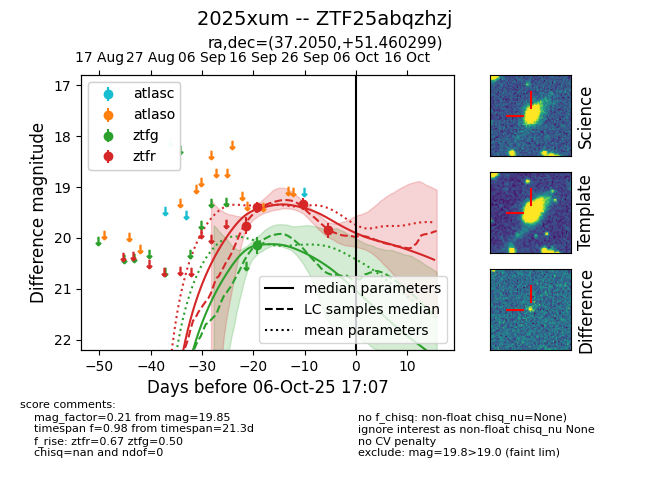 2025xum -- ZTF25abqzhzj
ra,dec=(37.2050,+51.460299)
17 Aug 27 Aug 06 Sep 16 Sep 26 Sep 06 Oct 16 Oct
17
18
19
20
21
22
Difference magnitude
atlasc
atlaso
ztfg
ztfr
median parameters
LC samples median
mean parameters
−50 −40 −30 −20 −10 0 10
Days before 06-Oct-25 17:07
Science
Template
Difference
score comments:
mag_factor=0.21 from mag=19.85
timespan f=0.98 from timespan=21.3d
f_rise: ztfr=0.67 ztfg=0.50
chisq=nan and ndof=0
no f_chisq: non-float chisq_nu=None)
ignore interest as non-float chisq_nu None
no CV penalty
exclude: mag=19.8>19.0 (faint lim)